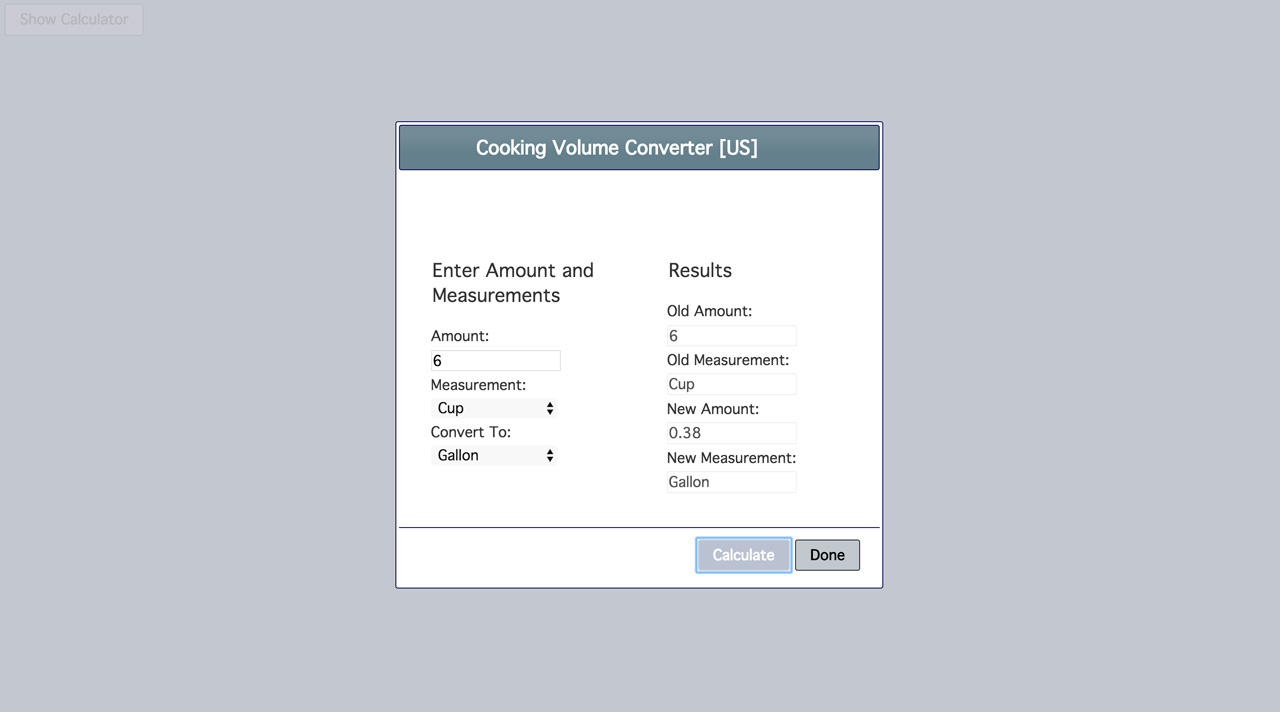 Show Calculator
Cooking Volume Converter [US]
Enter Amount and
Measurements
Amount:
6
Measurement:
Cup
Convert To:
Gallon
Results
Old Amount:
6
Old Measurement:
Cup
New Amount:
0.38
New Measurement:
Gallon
Calculate
Done